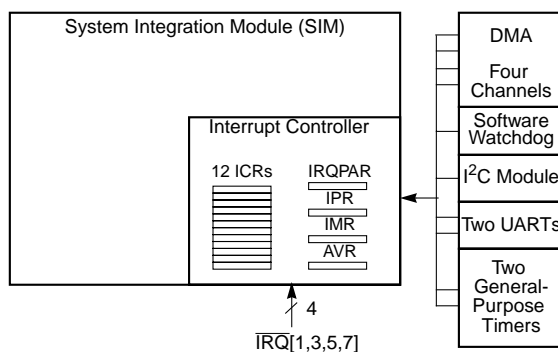 System Integration Module (SIM)
Interrupt Controller
12 ICRs
IRQPAR
IPR
IMR
AVR
4
IRQ[1,3,5,7]
DMA
Four
Channels
Software
Watchdog
I²C Module
Two UARTs
Two
General-
Purpose
Timers